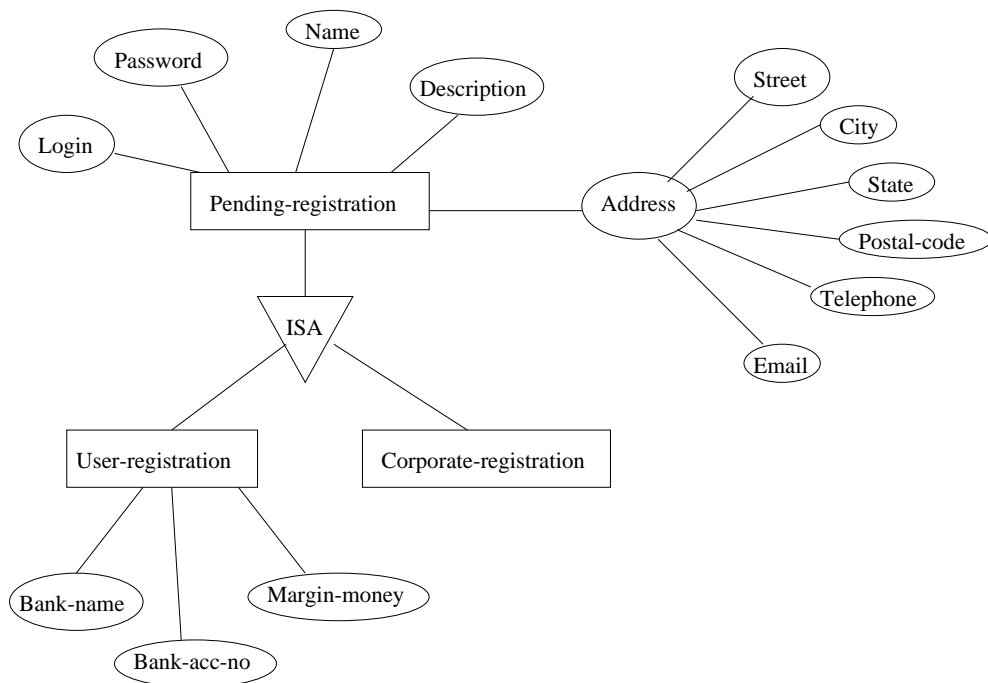 Name
Password
Street
Description
City
Login
State
Pending-registration
Address
Postal-code
Telephone
ISA
Email
User-registration
Corporate-registration
Bank-name
Margin-money
Bank-acc-no